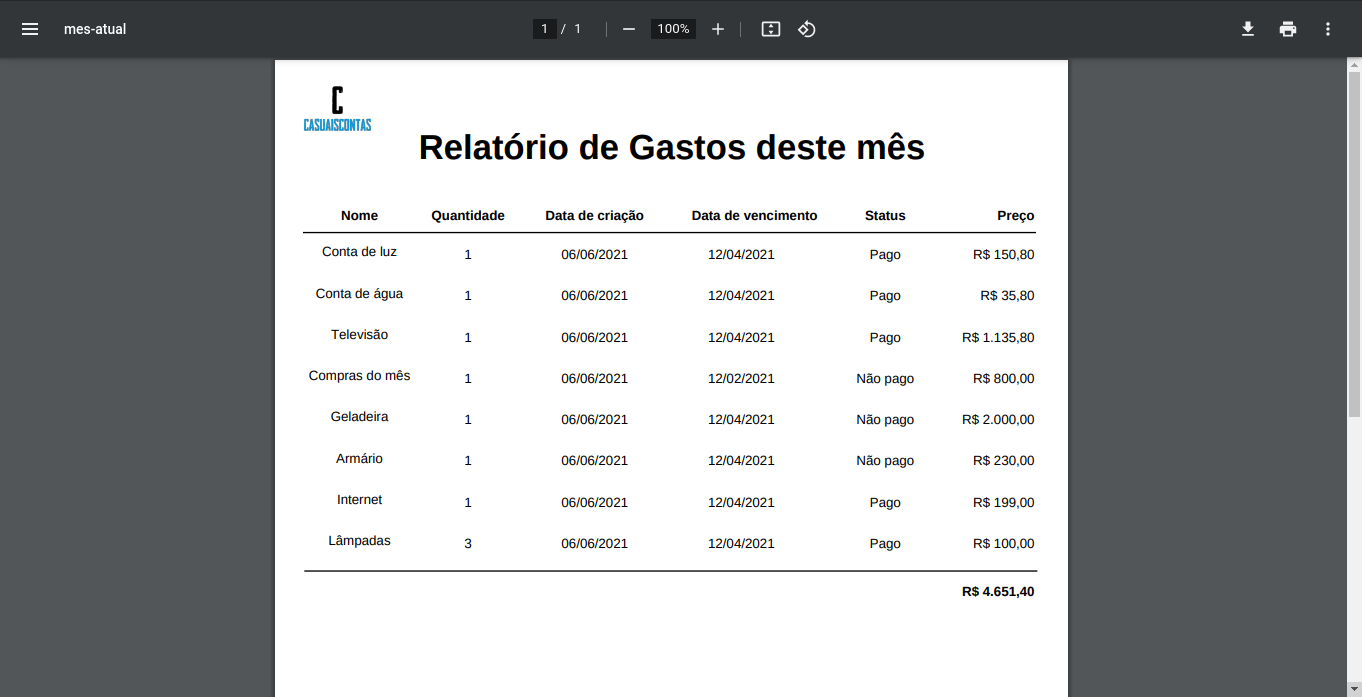 mes-atual 1 / 1 100%
C
CASUAISCONTAS
Relatório de Gastos deste mês
Nome Quantidade Data de criação Data de vencimento Status Preço
Conta de luz 1 06/06/2021 12/04/2021 Pago R$ 150,80
Conta de água 1 06/06/2021 12/04/2021 Pago R$ 35,80
Televisão 1 06/06/2021 12/04/2021 Pago R$ 1.135,80
Compras do mês 1 06/06/2021 12/02/2021 Não pago R$ 800,00
Geladeira 1 06/06/2021 12/04/2021 Não pago R$ 2.000,00
Armário 1 06/06/2021 12/04/2021 Não pago R$ 230,00
Internet 1 06/06/2021 12/04/2021 Pago R$ 199,00
Lâmpadas 3 06/06/2021 12/04/2021 Pago R$ 100,00
R$ 4.651,40